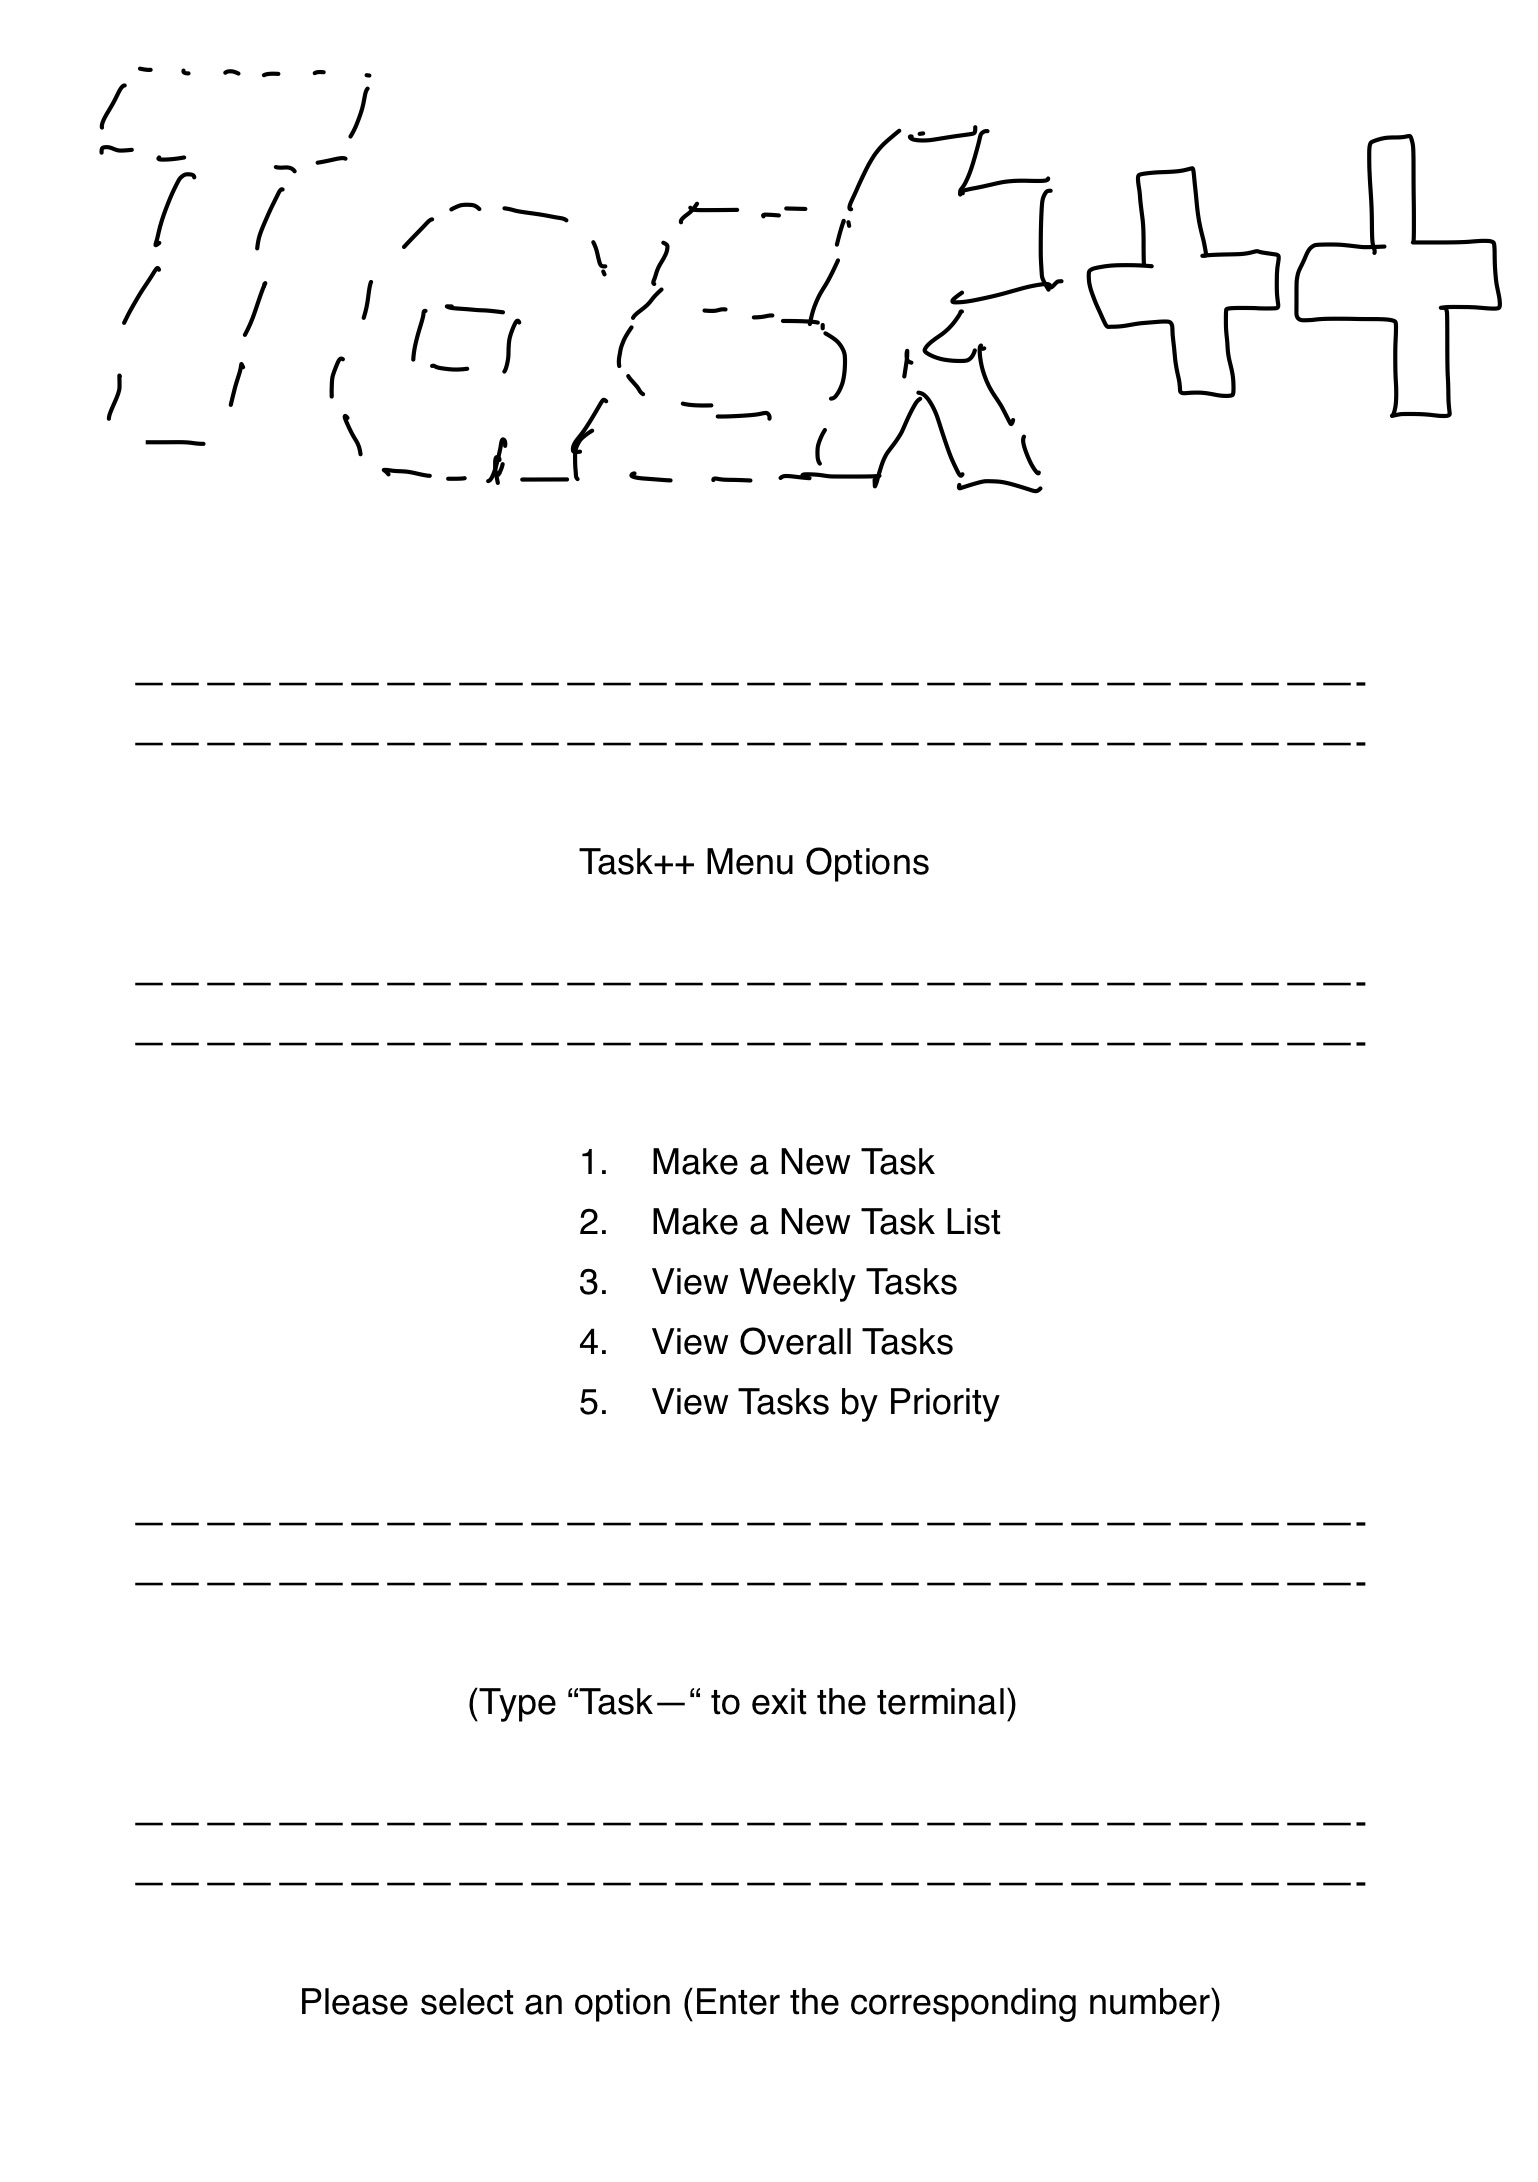 Task++
Task++ Menu Options
1. Make a New Task
2. Make a New Task List
3. View Weekly Tasks
4. View Overall Tasks
5. View Tasks by Priority
(Type “Task—“ to exit the terminal)
Please select an option (Enter the corresponding number)